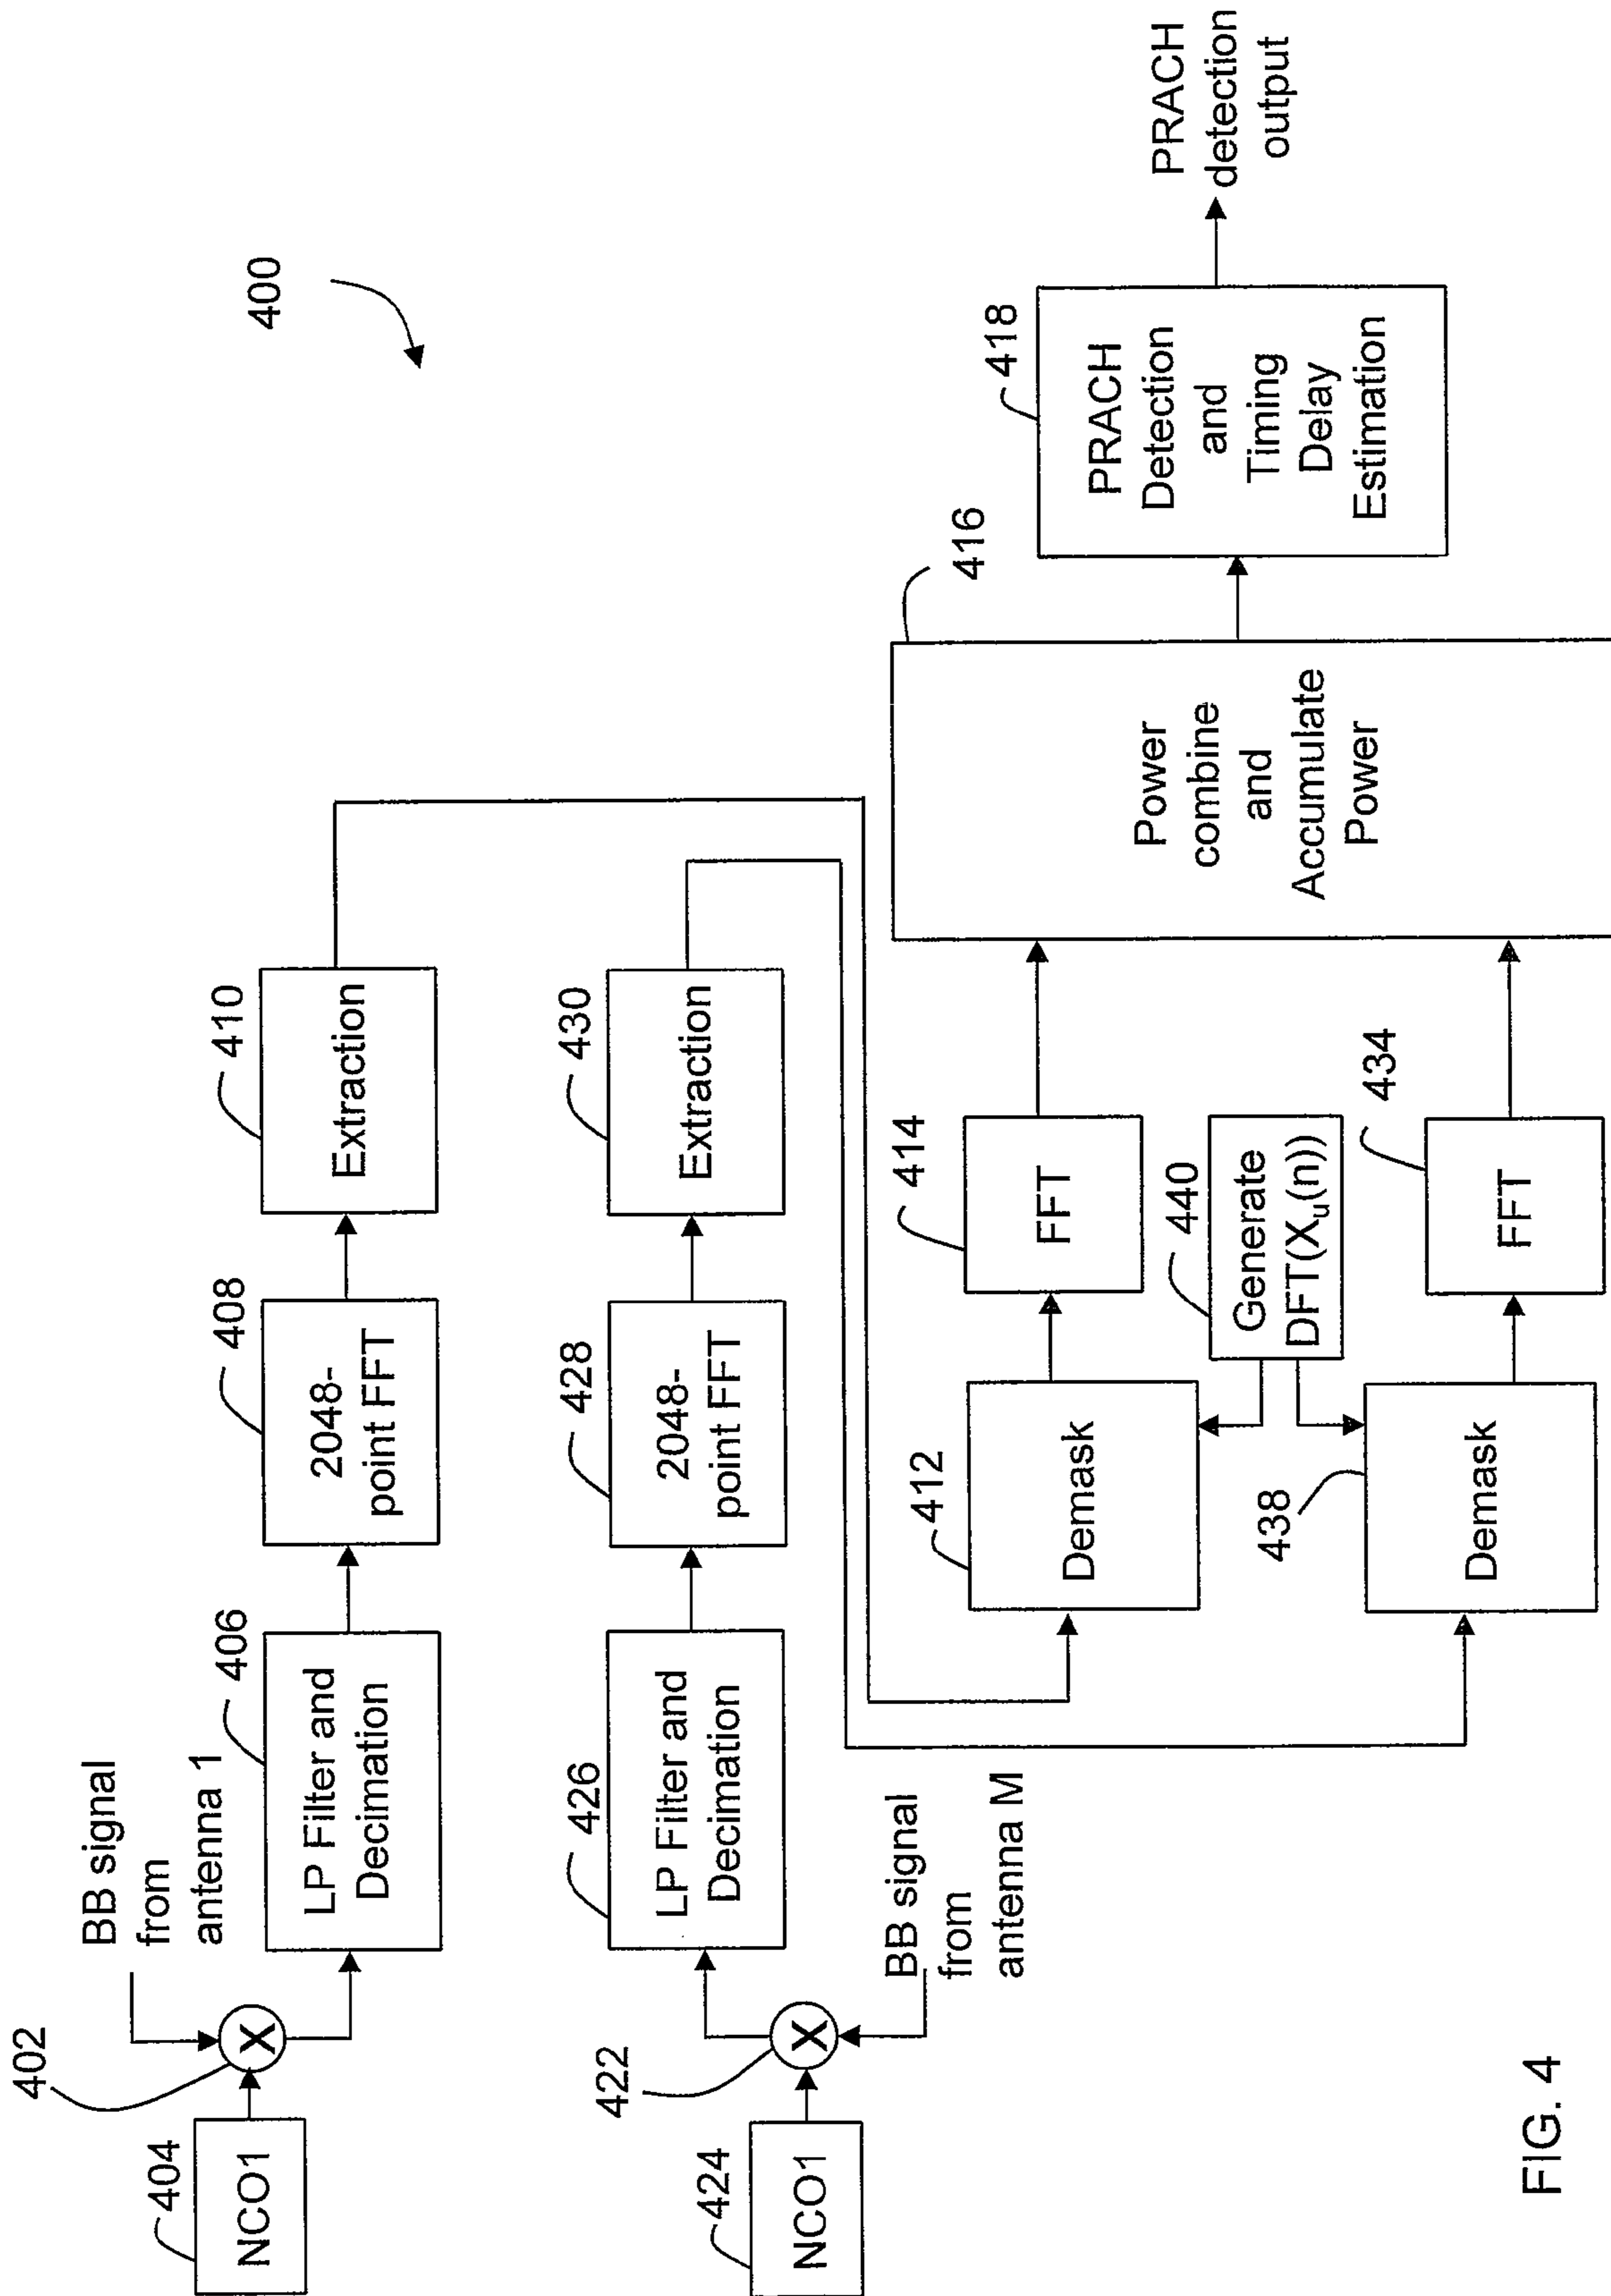 400
402
BB signal
from
antenna 1
404
NCO1
X
406
LP Filter and
Decimation
408
2048-
point FFT
410
Extraction
424
NCO1
422
X
BB signal
from
antenna M
426
LP Filter and
Decimation
428
2048-
point FFT
430
Extraction
412
Demask
414
FFT
440
Generate
DFT(Xu(n))
438
Demask
434
FFT
416
Power
combine
and
Accumulate
Power
418
PRACH
Detection
and
Timing
Delay
Estimation
PRACH
detection
output
FIG. 4